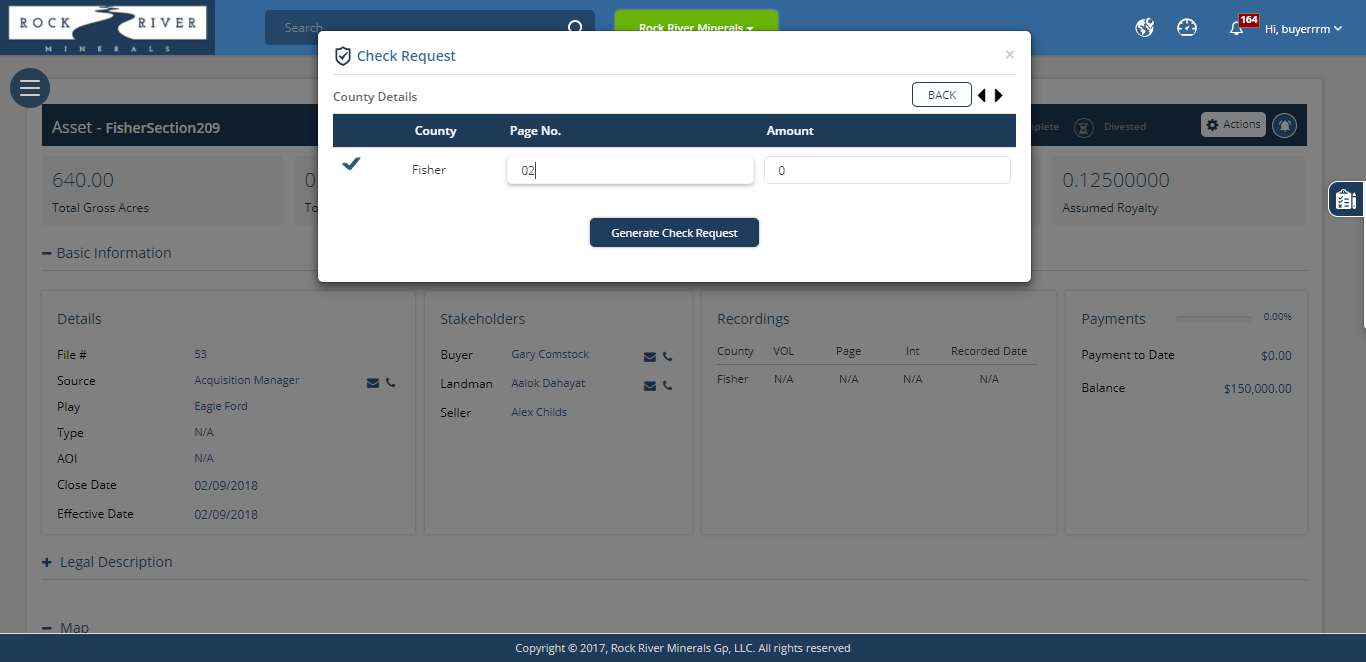 ROCK RIVER
MINERALS
Search
Rock River Minerals
164
Hi, buyerrrm
Check Request
×
County Details
BACK
County Page No. Amount
Fisher 02 0
Generate Check Request
Asset - FisherSection209
plete Divested
Actions
640.00
Total Gross Acres
0
To
0.12500000
Assumed Royalty
Basic Information
Details
File # 53
Source Acquisition Manager
Play Eagle Ford
Type N/A
AOI N/A
Close Date 02/09/2018
Effective Date 02/09/2018
Stakeholders
Buyer Gary Comstock
Landman Aalok Dahayat
Seller Alex Childs
Recordings
County VOL Page Int Recorded Date
Fisher N/A N/A N/A N/A
Payments 0.00%
Payment to Date $0.00
Balance $150,000.00
Legal Description
Map
Copyright © 2017, Rock River Minerals Gp, LLC. All rights reserved